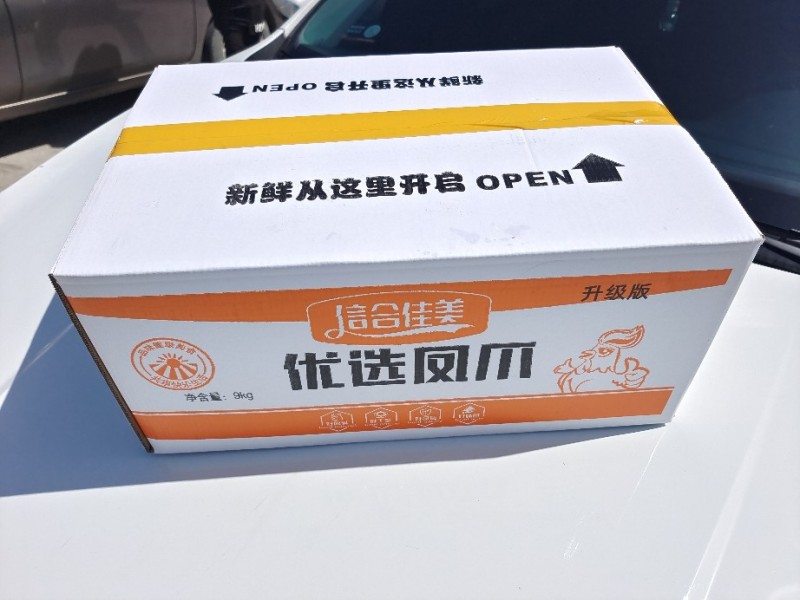 新鲜从这里开启 OPEN
新鲜从这里开启 OPEN
升级版
信合佳美
优选凤爪
净含量：9kg